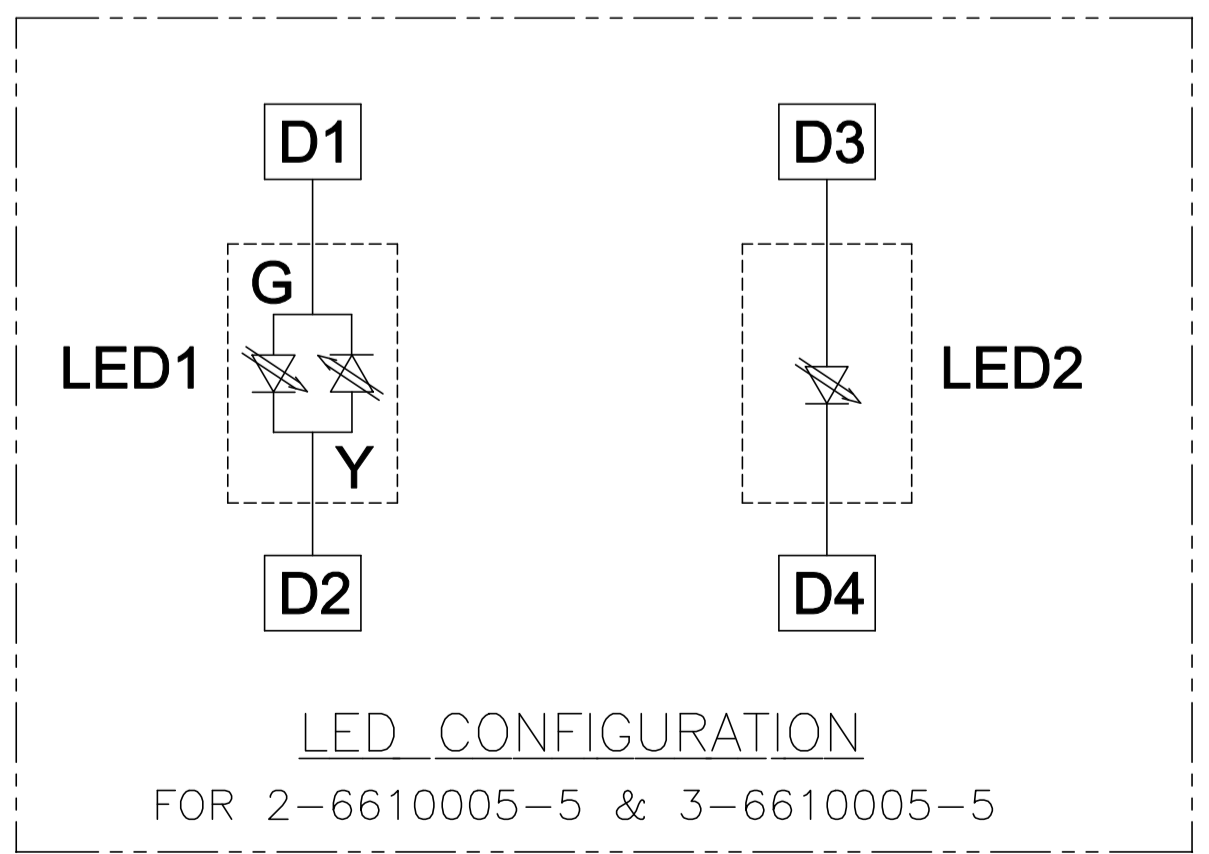 D1
D3
G
LED1
LED2
Y
D2
D4
LED CONFIGURATION
FOR 2-6610005-5 & 3-6610005-5